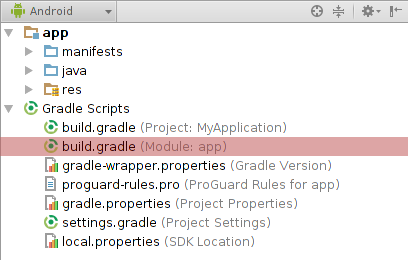 Android
app
manifests
java
res
Gradle Scripts
build.gradle (Project: MyApplication)
build.gradle (Module: app)
gradle-wrapper.properties (Gradle Version)
proguard-rules.pro (ProGuard Rules for app)
gradle.properties (Project Properties)
settings.gradle (Project Settings)
local.properties (SDK Location)